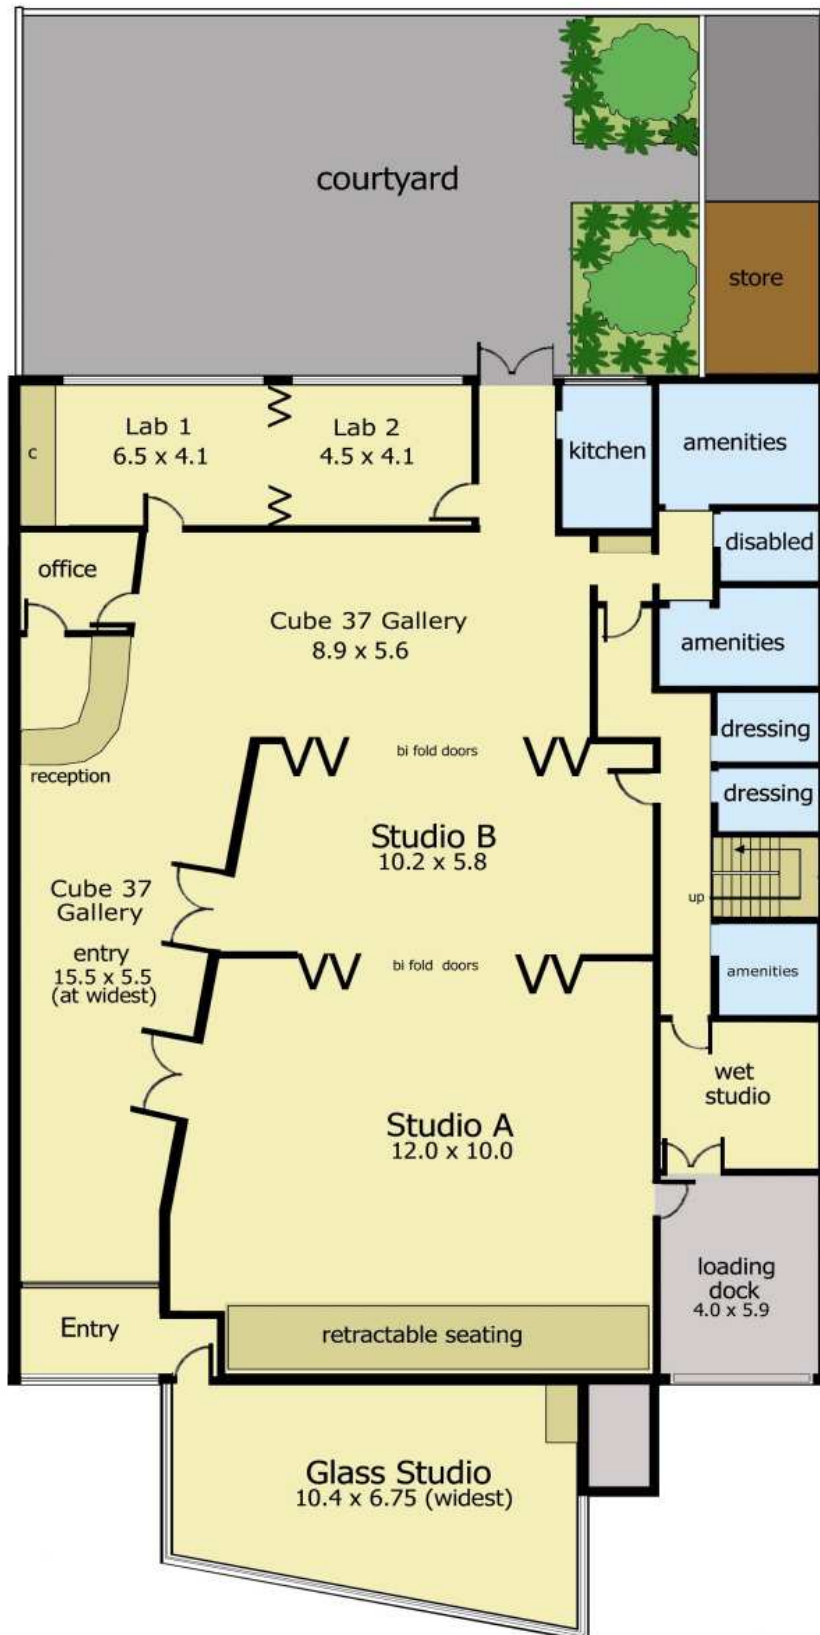 courtyard
store
Lab 1
6.5 x 4.1
Lab 2
4.5 x 4.1
c
kitchen
amenities
office
disabled
Cube 37 Gallery
8.9 x 5.6
amenities
reception
bi fold doors
dressing
dressing
Studio B
10.2 x 5.8
Cube 37
Gallery
entry
15.5 x 5.5
(at widest)
up
bi fold doors
amenities
wet
studio
Studio A
12.0 x 10.0
loading
dock
4.0 x 5.9
Entry
retractable seating
Glass Studio
10.4 x 6.75 (widest)